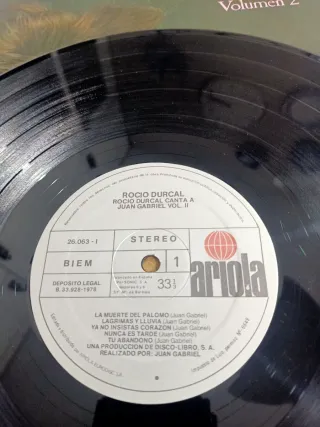 Volumen 2
ROCIO DURCAL
ROCIO DURCAL CANTA A
JUAN GABRIEL VOL. II
26.063-I
STEREO
BIEM
1
DEPOSITO LEGAL
33⅓
ariola
LA MUERTE DEL PALOMO (Juan Gabriel)
LAGRIMAS Y LLUVIA (Juan Gabriel)
YA NO INSISTAS CORAZON (Juan Gabriel)
NUNCA ES TARDE (Juan Gabriel)
TU ABANDONO (Juan Gabriel)
UNA PRODUCCION DE DISCO-LIBRO, S. A.
REALIZADO POR: JUAN GABRIEL